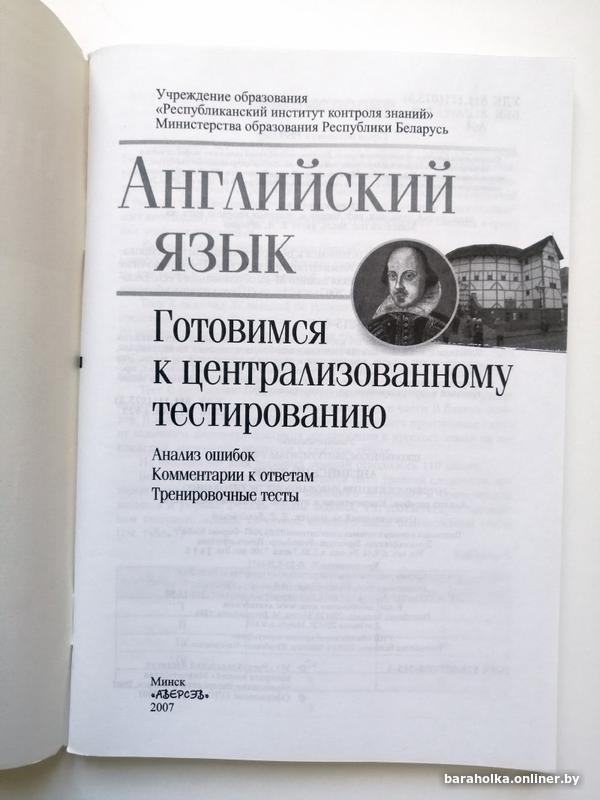 Учреждение образования
«Республиканский институт контроля знаний»
Министерства образования Республики Беларусь
Английский
язык
Готовимся
к централизованному
тестированию
Анализ ошибок
Комментарии к ответам
Тренировочные тесты
Минск
«АВЕРСЭВ»
2007
baraholka.onliner.by